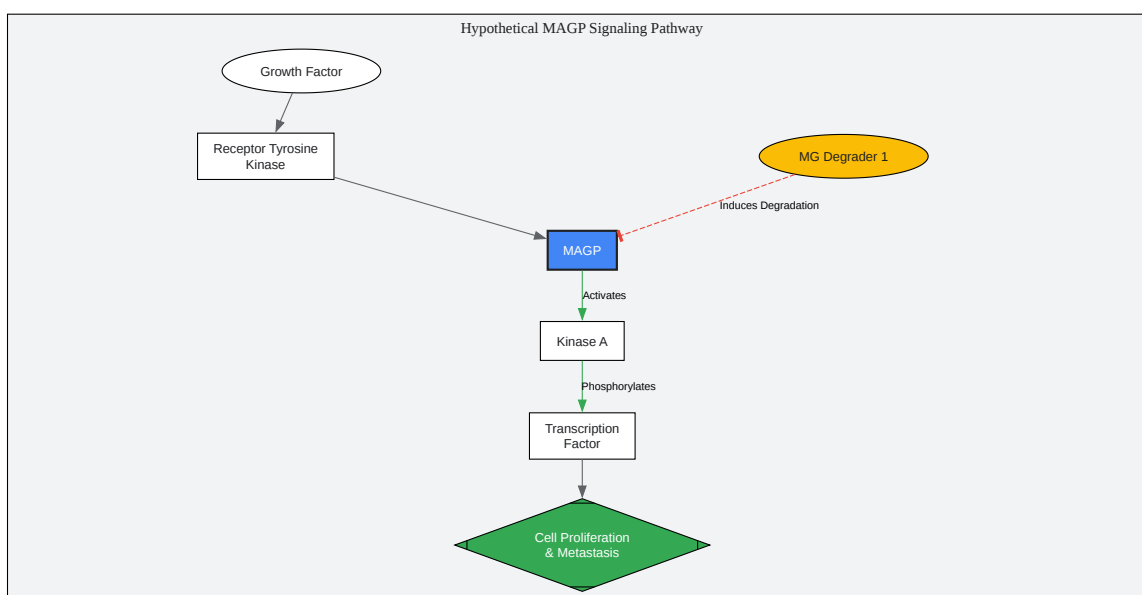 Hypothetical MAGP Signaling Pathway
Growth Factor
Receptor Tyrosine
Kinase
MG Degrader 1
Induces Degradation
MAGP
Activates
Kinase A
Phosphorylates
Transcription
Factor
Cell Proliferation
& Metastasis